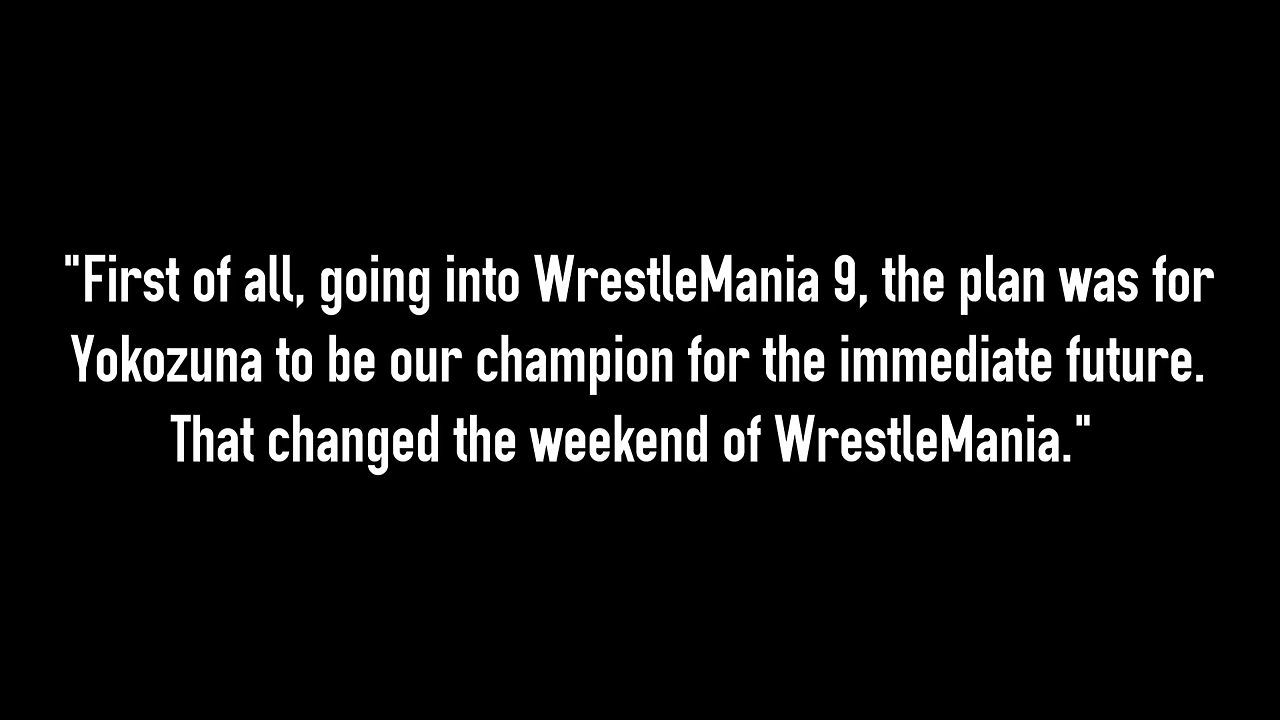 "First of all, going into WrestleMania 9, the plan was for
Yokozuna to be our champion for the immediate future.
That changed the weekend of WrestleMania."